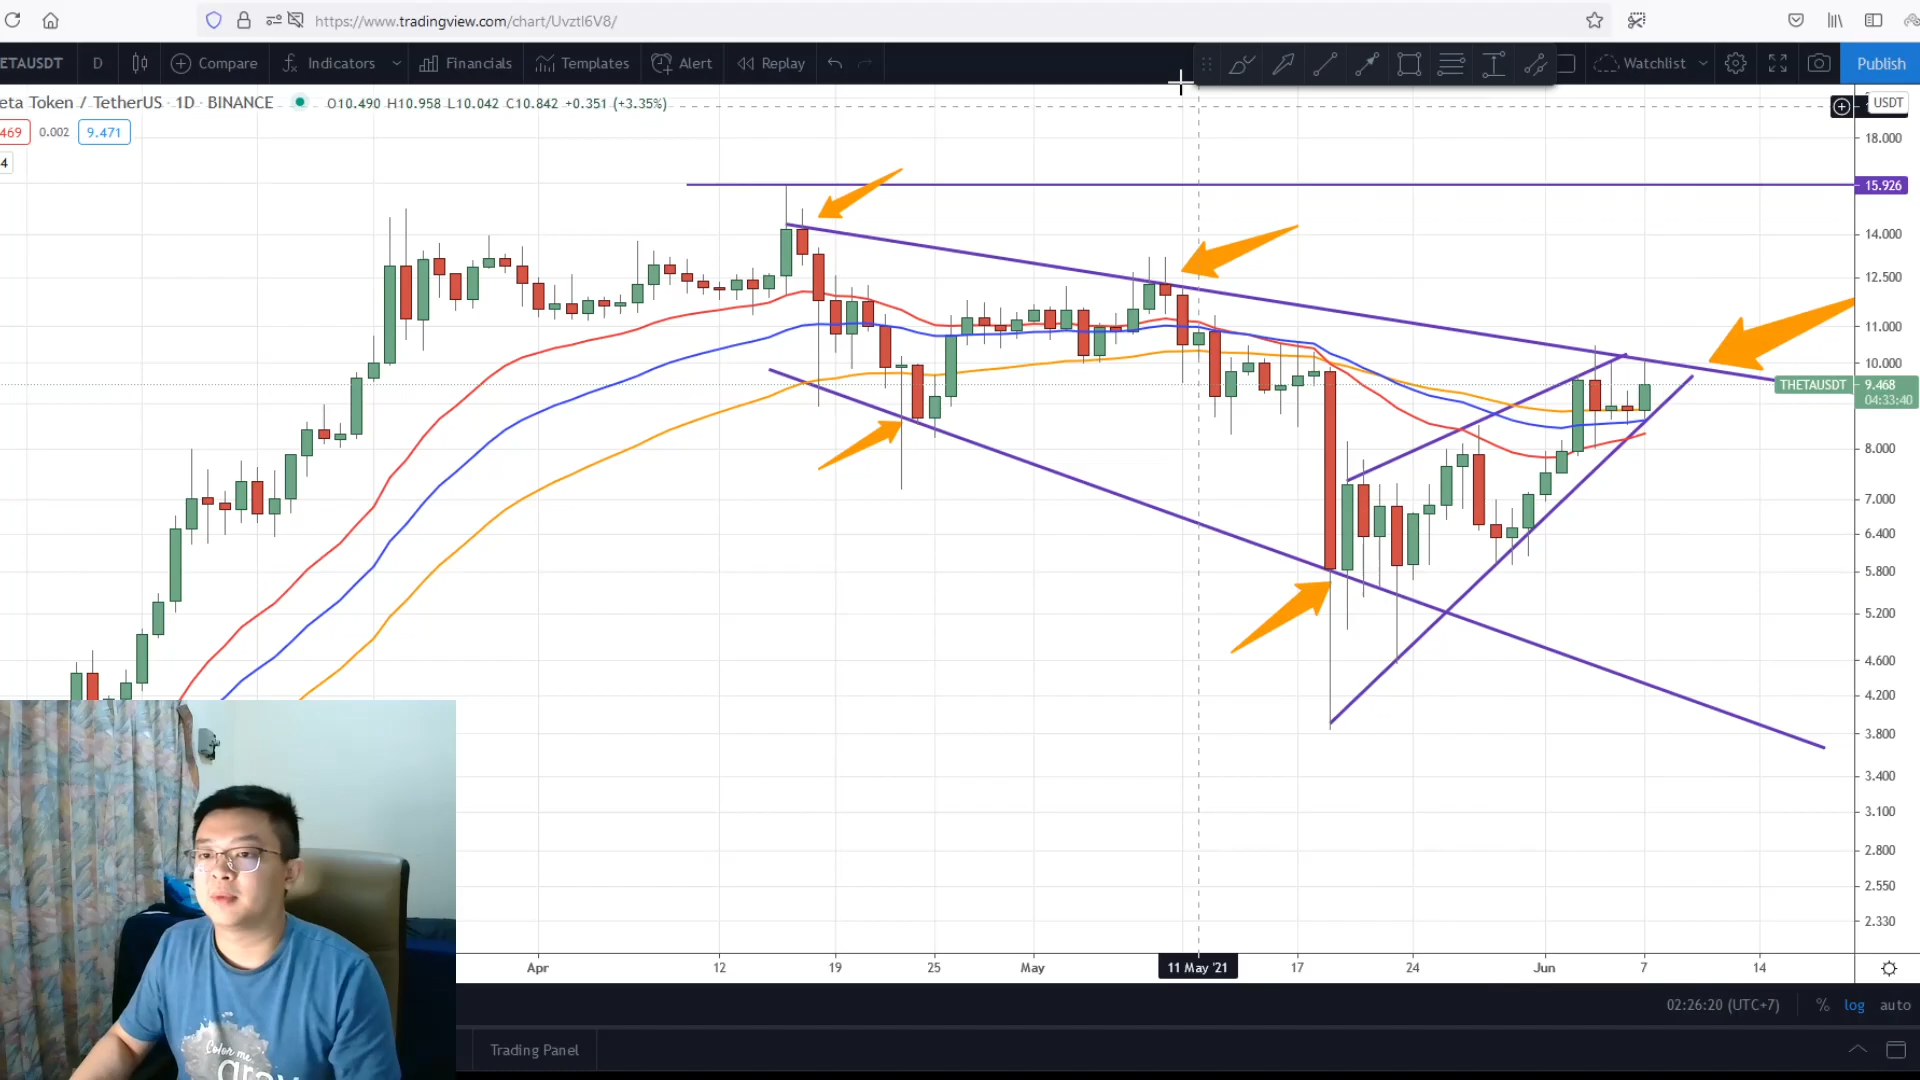 https://www.tradingview.com/chart/Uvztl6V8/
ETAUSDT D Compare Indicators Financials Templates Alert Replay Watchlist Publish
eta Token / TetherUS · 1D · BINANCE O10.490 H10.958 L10.042 C10.842 +0.351 (+3.35%)
USDT
469 0.002 9.471
4
18.000
15.926
14.000
12.500
11.000
10.000
THETAUSDT 9.468
04:33:40
8.000
7.000
6.400
5.800
5.200
4.600
4.200
3.800
3.400
3.100
2.800
2.550
2.330
Apr 12 19 25 May 11 May '21 17 24 Jun 7 14
02:26:20 (UTC+7) % log auto
Trading Panel
Color me
gray